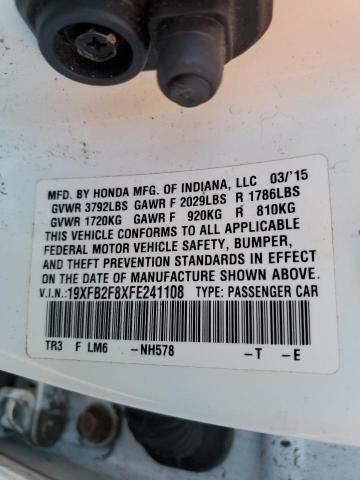 MFD. BY HONDA MFG. OF INDIANA, LLC 03/'15
GVWR 3792LBS GAWR F 2029LBS R 1786LBS
GVWR 1720KG GAWR F 920KG R 810KG
THIS VEHICLE CONFORMS TO ALL APPLICABLE
FEDERAL MOTOR VEHICLE SAFETY, BUMPER,
AND THEFT PREVENTION STANDARDS IN EFFECT
ON THE DATE OF MANUFACTURE SHOWN ABOVE.
V.I.N.:19XFB2F8XFE241108 TYPE: PASSENGER CAR
TR3 F LM6 -NH578 -T -E